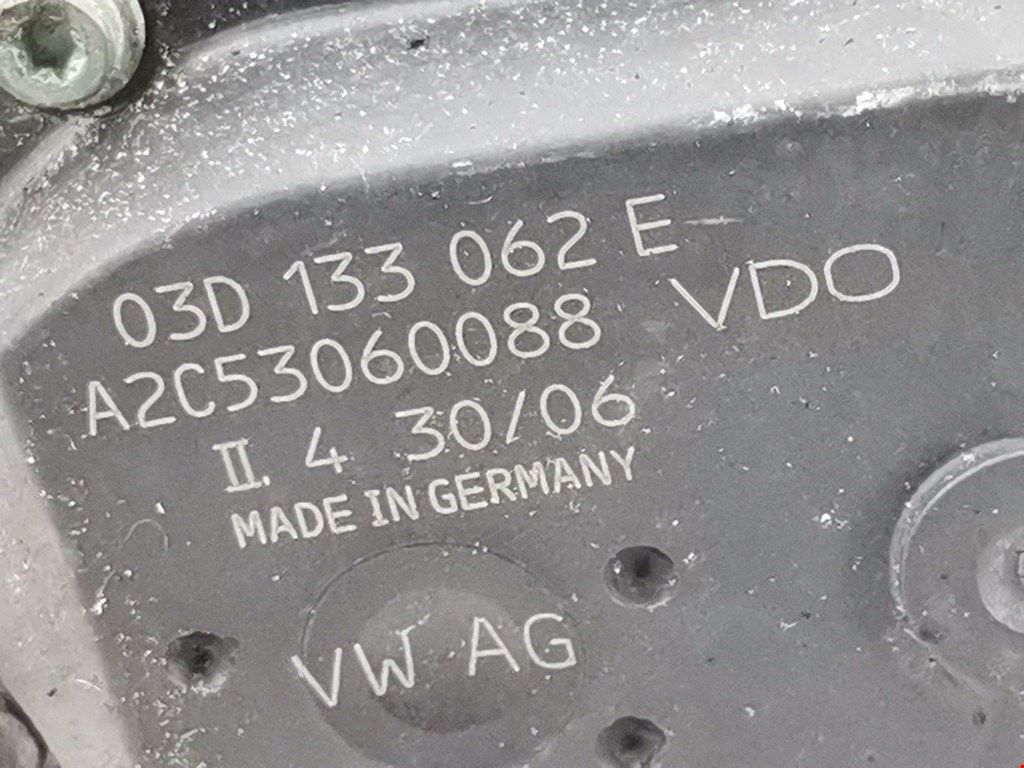 03D 133 062 E
A2C53060088 VDO
II. 4 30/06
MADE IN GERMANY
VW AG